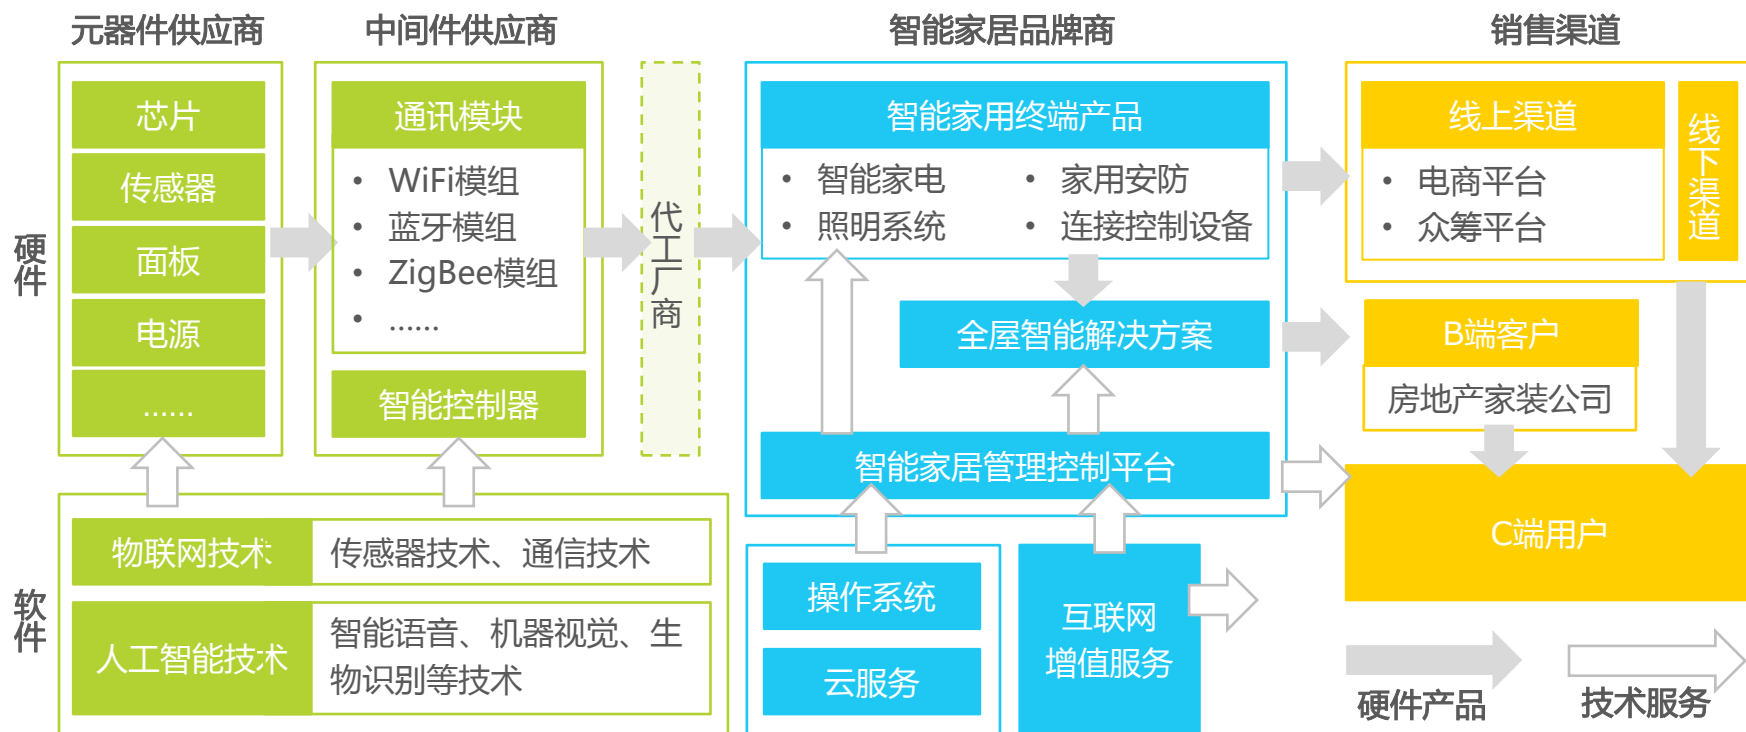 元器件供应商
中间件供应商
智能家居品牌商
销售渠道
硬件
芯片
传感器
面板
电源
......
通讯模块
• WiFi模组
• 蓝牙模组
• ZigBee模组
• ......
智能控制器
代工厂商
智能家用终端产品
• 智能家电
• 家用安防
• 照明系统
• 连接控制设备
全屋智能解决方案
智能家居管理控制平台
线上渠道
• 电商平台
• 众筹平台
线下渠道
B端客户
房地产家装公司
C端用户
软件
物联网技术
传感器技术、通信技术
人工智能技术
智能语音、机器视觉、生
物识别等技术
操作系统
云服务
互联网
增值服务
硬件产品
技术服务